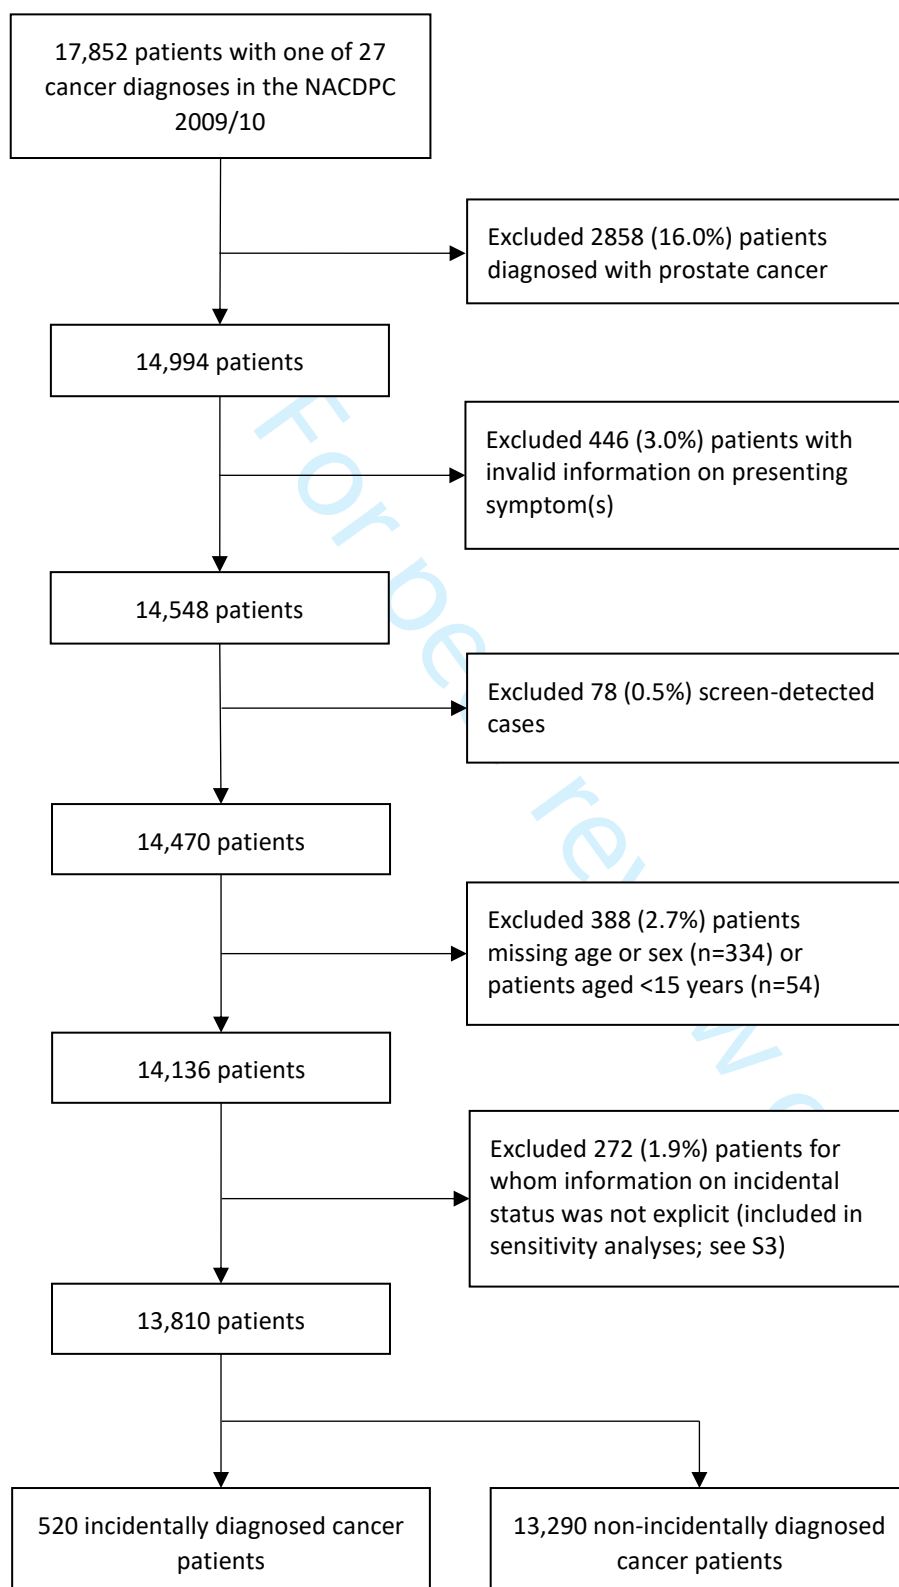 17,852 patients with one of 27
cancer diagnoses in the NACDPC
2009/10
Excluded 2858 (16.0%) patients
diagnosed with prostate cancer
14,994 patients
Excluded 446 (3.0%) patients with
invalid information on presenting
symptom(s)
14,548 patients
Excluded 78 (0.5%) screen-detected
cases
14,470 patients
Excluded 388 (2.7%) patients
missing age or sex (n=334) or
patients aged <15 years (n=54)
14,136 patients
Excluded 272 (1.9%) patients for
whom information on incidental
status was not explicit (included in
sensitivity analyses; see S3)
13,810 patients
520 incidentally diagnosed cancer
patients
13,290 non-incidentally diagnosed
cancer patients
For